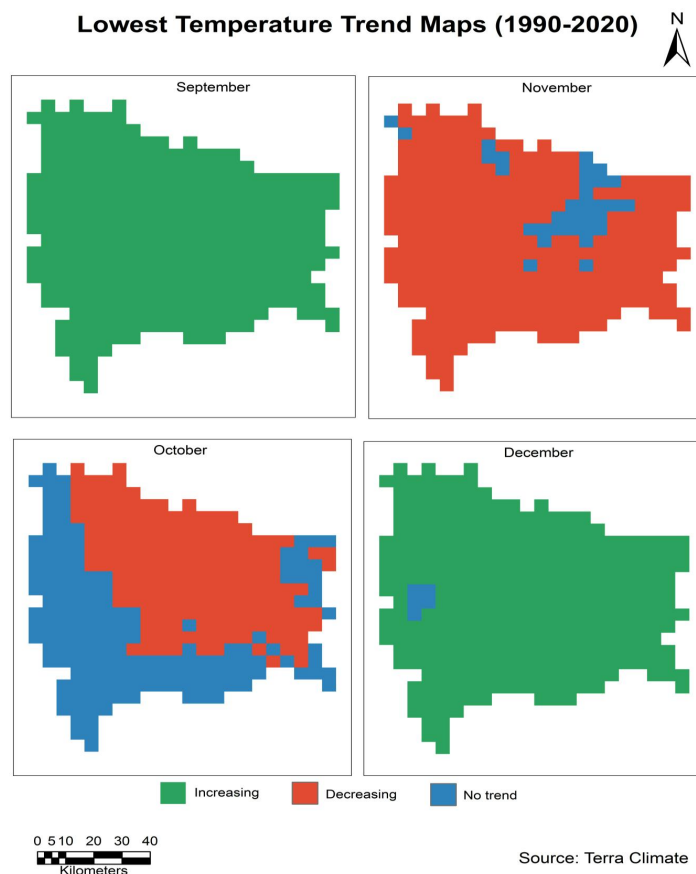 Lowest Temperature Trend Maps (1990-2020)
N
September
November
October
December
Increasing
Decreasing
No trend
0 5 10 20 30 40
Kilometers
Source: Terra Climate